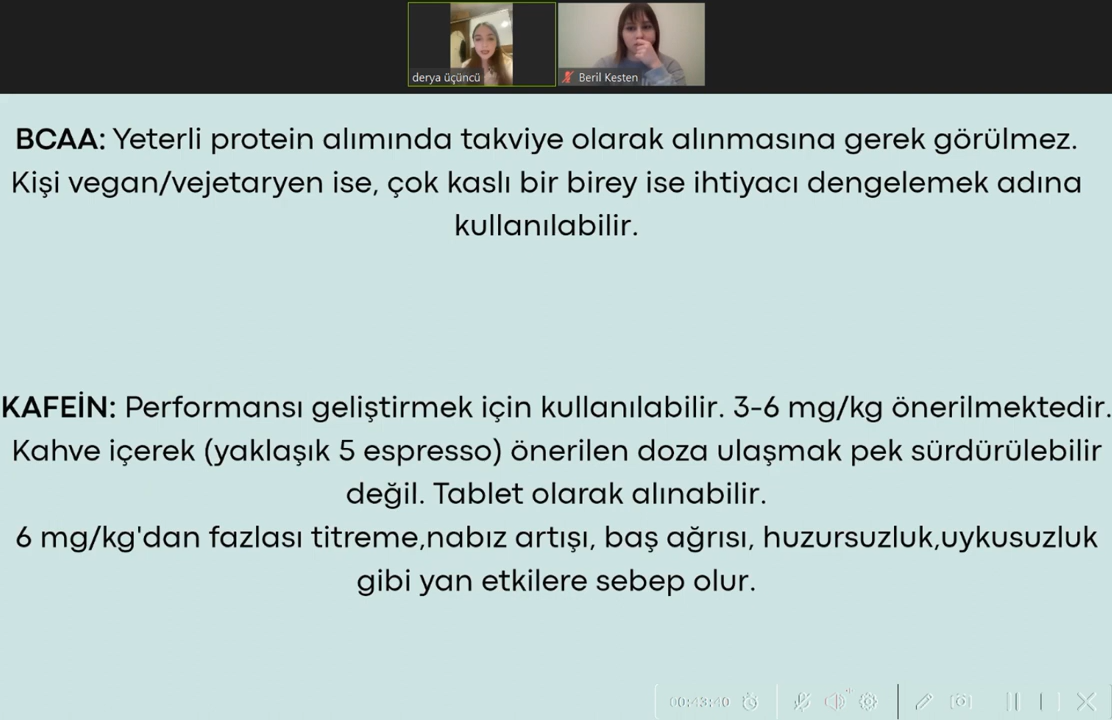 derya üçüncü
Beril Kesten
BCAA: Yeterli protein alımında takviye olarak alınmasına gerek görülmez.
Kişi vegan/vejetaryen ise, çok kaslı bir birey ise ihtiyacı dengelemek adına
kullanılabilir.
KAFEİN: Performansı geliştirmek için kullanılabilir. 3-6 mg/kg önerilmektedir.
Kahve içerek (yaklaşık 5 espresso) önerilen doza ulaşmak pek sürdürülebilir
değil. Tablet olarak alınabilir.
6 mg/kg'dan fazlası titreme,nabız artışı, baş ağrısı, huzursuzluk,uykusuzluk
gibi yan etkilere sebep olur.
00:43:40